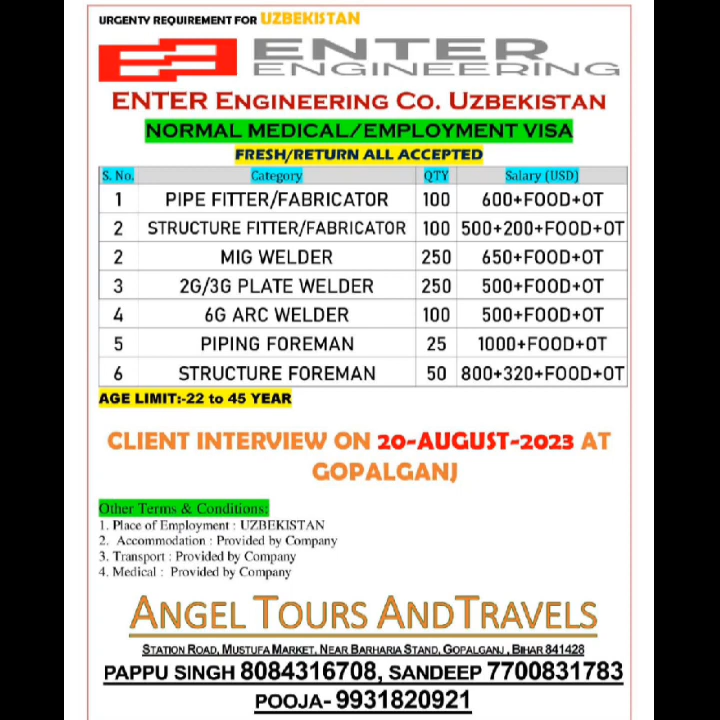 URGENTY REQUIREMENT FOR UZBEKISTAN
ENTER
ENGINEERING
ENTER ENGINEERING CO. UZBEKISTAN
NORMAL MEDICAL/EMPLOYMENT VISA
FRESH/RETURN ALL ACCEPTED
S. No. Category QTY Salary (USD)
1 PIPE FITTER/FABRICATOR 100 600+FOOD+OT
2 STRUCTURE FITTER/FABRICATOR 100 500+200+FOOD+OT
2 MIG WELDER 250 650+FOOD+OT
3 2G/3G PLATE WELDER 250 500+FOOD+OT
4 6G ARC WELDER 100 500+FOOD+OT
5 PIPING FOREMAN 25 1000+FOOD+OT
6 STRUCTURE FOREMAN 50 800+320+FOOD+OT
AGE LIMIT:-22 to 45 YEAR
CLIENT INTERVIEW ON 20-AUGUST-2023 AT
GOPALGANJ
Other Terms & Conditions:
1. Place of Employment : UZBEKISTAN
2. Accommodation : Provided by Company
3. Transport : Provided by Company
4. Medical : Provided by Company
ANGEL TOURS AND TRAVELS
STATION ROAD, MUSTUFA MARKET, NEAR BARHARIA STAND, GOPALGANJ , BIHAR 841428
PAPPU SINGH 8084316708, SANDEEP 7700831783
POOJA- 9931820921